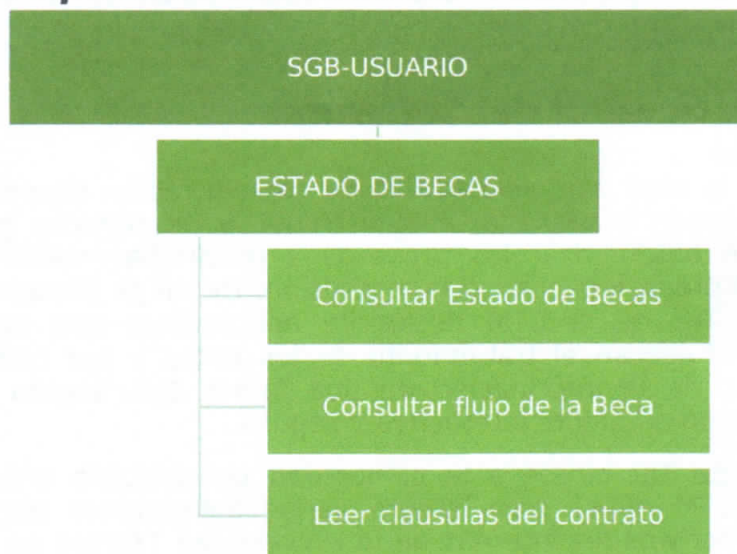 SGB-USUARIO
ESTADO DE BECAS
Consultar Estado de Becas
Consultar flujo de la Beca
Leer clausulas del contrato